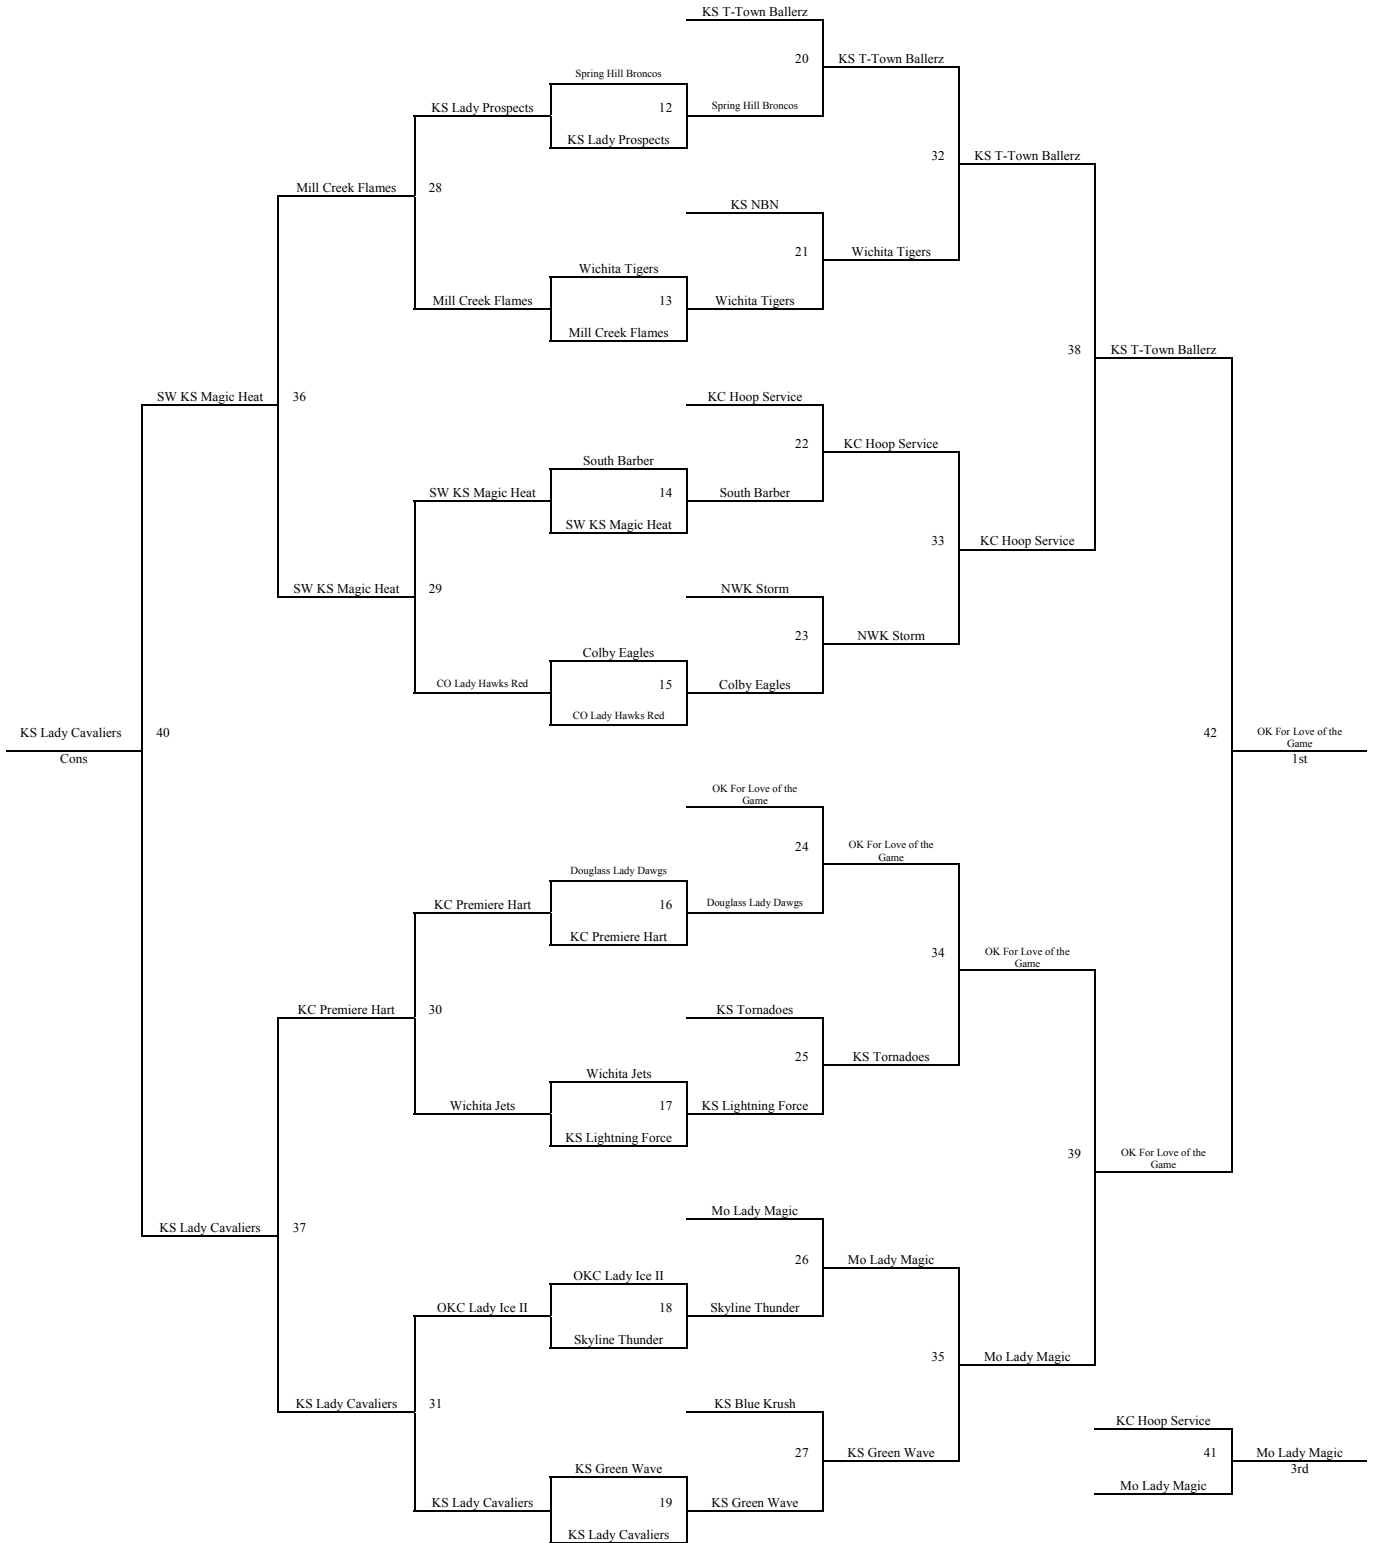 KS T-Town Ballerz
20
KS T-Town Ballerz
Spring Hill Broncos
KS Lady Prospects
12
Spring Hill Broncos
KS Lady Prospects
32
KS T-Town Ballerz
Mill Creek Flames
28
KS NBN
21
Wichita Tigers
Wichita Tigers
Mill Creek Flames
13
Wichita Tigers
Mill Creek Flames
38
KS T-Town Ballerz
SW KS Magic Heat
36
KC Hoop Service
22
KC Hoop Service
South Barber
SW KS Magic Heat
14
South Barber
SW KS Magic Heat
33
KC Hoop Service
SW KS Magic Heat
29
NWK Storm
23
NWK Storm
Colby Eagles
CO Lady Hawks Red
15
Colby Eagles
CO Lady Hawks Red
KS Lady Cavaliers
40
42
OK For Love of the
Game
Cons
1st
OK For Love of the
Game
24
OK For Love of the
Game
Douglass Lady Dawgs
KC Premiere Hart
16
Douglass Lady Dawgs
KC Premiere Hart
34
OK For Love of the
Game
KC Premiere Hart
30
KS Tornadoes
25
KS Tornadoes
Wichita Jets
Wichita Jets
17
KS Lightning Force
KS Lightning Force
39
OK For Love of the
Game
KS Lady Cavaliers
37
Mo Lady Magic
26
Mo Lady Magic
OKC Lady Ice II
OKC Lady Ice II
18
Skyline Thunder
Skyline Thunder
35
Mo Lady Magic
KS Lady Cavaliers
31
KS Blue Krush
27
KS Green Wave
KC Hoop Service
41
Mo Lady Magic
3rd
Mo Lady Magic
KS Green Wave
KS Lady Cavaliers
19
KS Green Wave
KS Lady Cavaliers